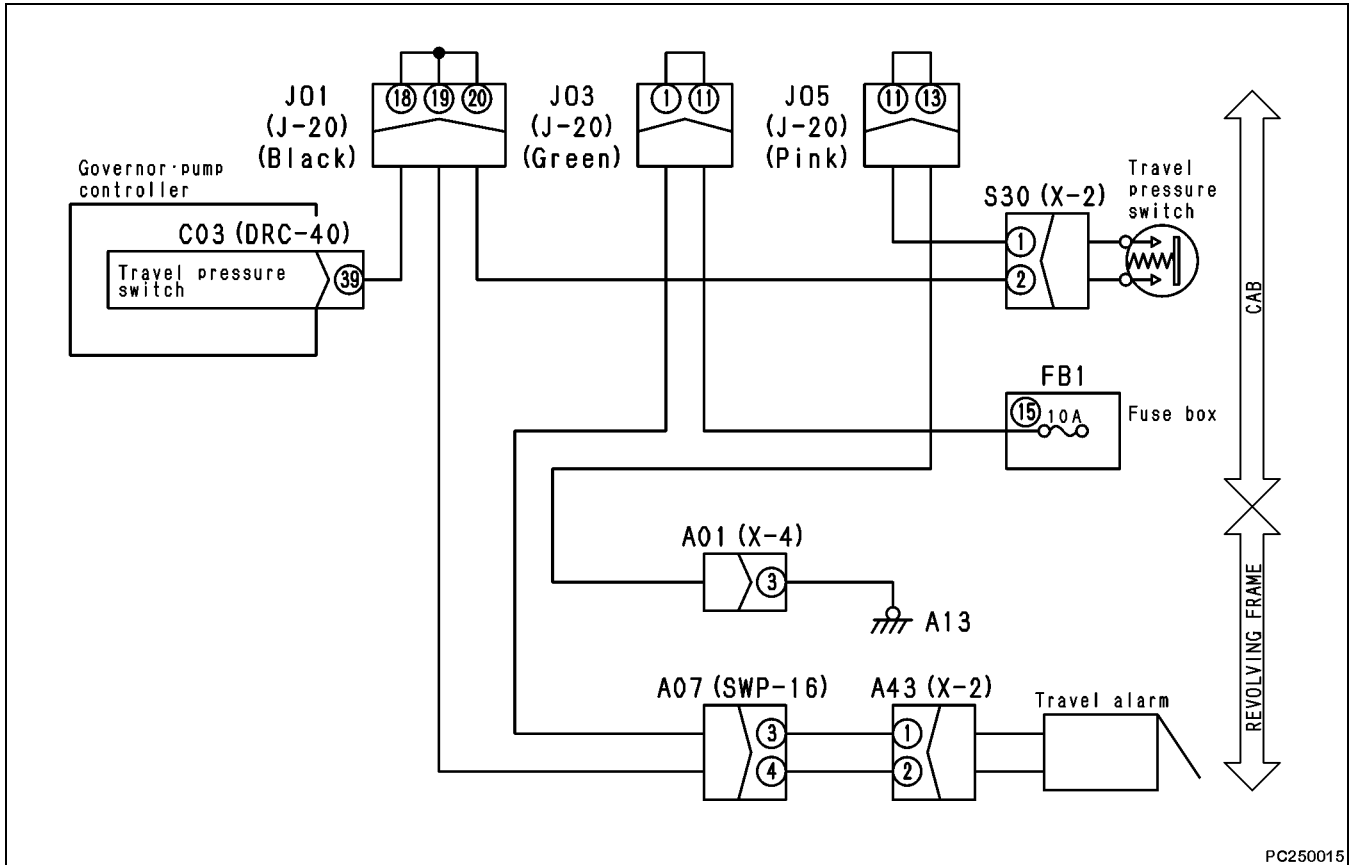 J01
(J-20)
(Black)
18 19 20
J03
(J-20)
(Green)
1 11
J05
(J-20)
(Pink)
11 13
Governor·pump
controller
C03 (DRC-40)
Travel pressure
switch
39
S30 (X-2)
1
2
Travel
pressure
switch
CAB
FB1
15 10A
Fuse box
A01 (X-4)
3
A13
REVOLVING FRAME
A07 (SWP-16)
3
4
A43 (X-2)
1
2
Travel alarm
PC250015